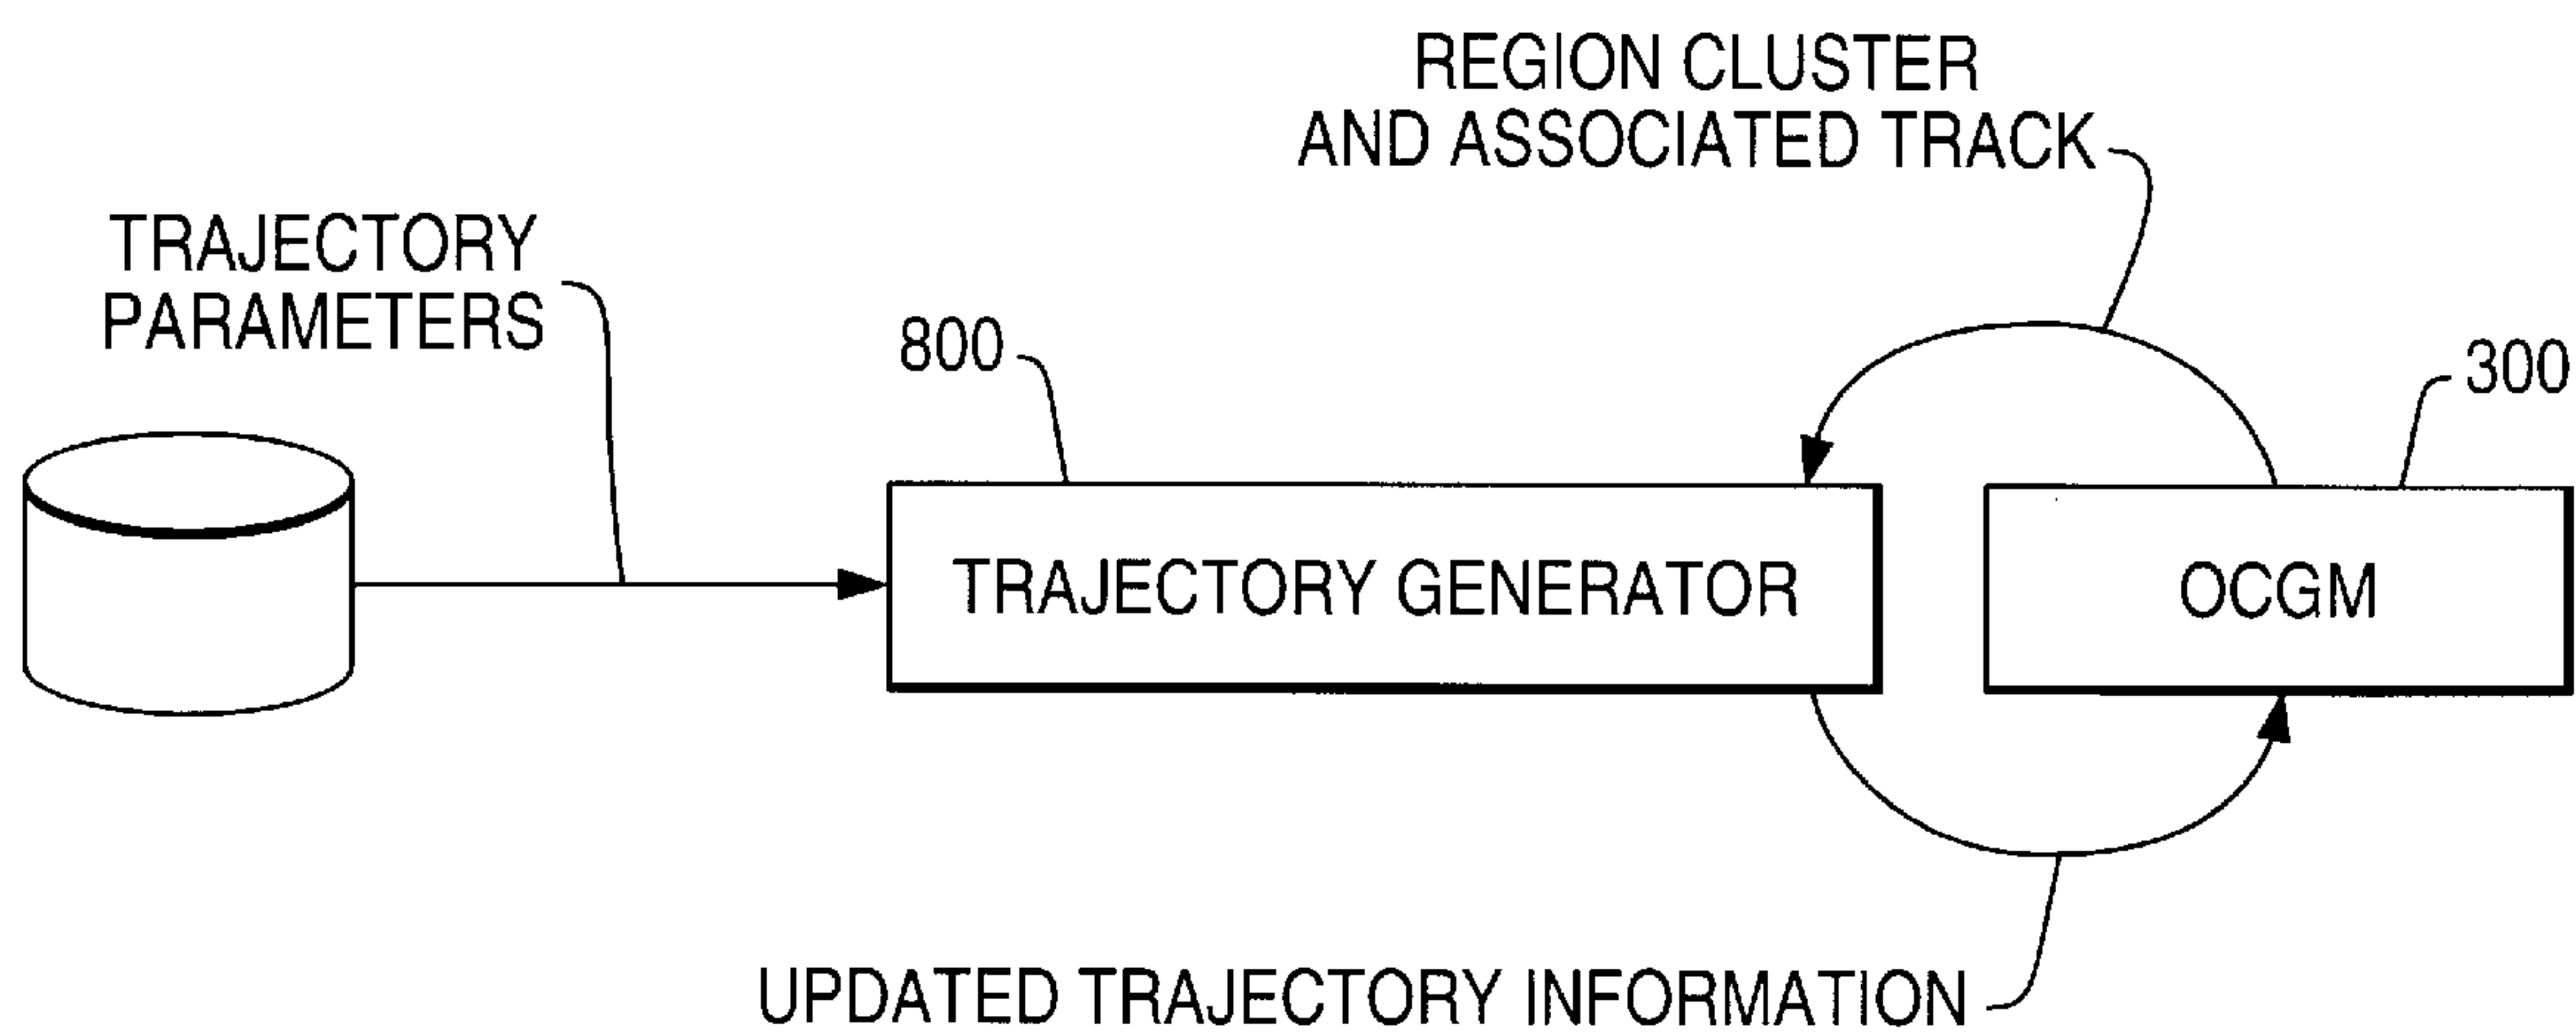 REGION CLUSTER
AND ASSOCIATED TRACK
TRAJECTORY
PARAMETERS
800
300
TRAJECTORY GENERATOR
OCGM
UPDATED TRAJECTORY INFORMATION